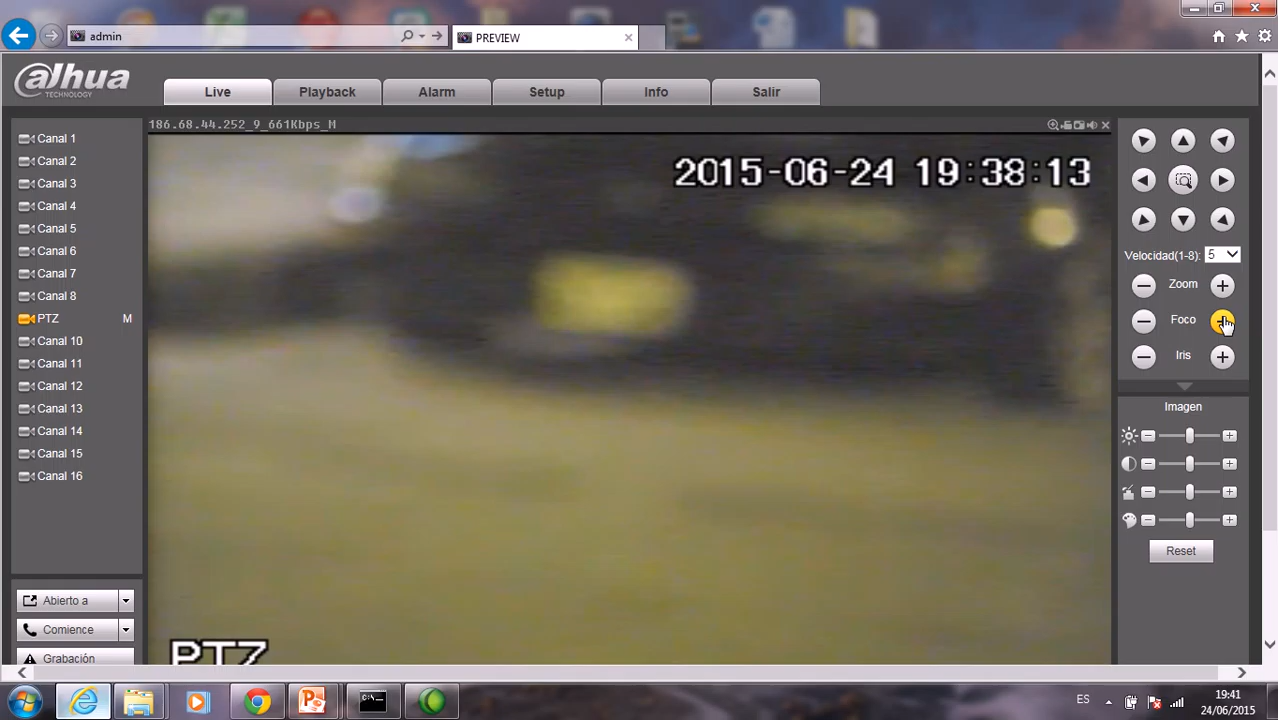 admin
PREVIEW
alhua
TECHNOLOGY
Live
Playback
Alarm
Setup
Info
Salir
186.68.44.252_9_661Kbps_M
Canal 1
Canal 2
Canal 3
Canal 4
Canal 5
Canal 6
Canal 7
Canal 8
PTZ M
Canal 10
Canal 11
Canal 12
Canal 13
Canal 14
Canal 15
Canal 16
Abierto a
Comience
Grabación
2015-06-24 19:38:13
PTZ
Velocidad(1-8): 5
Zoom
Foco
Iris
Imagen
Reset
ES
19:41
24/06/2015